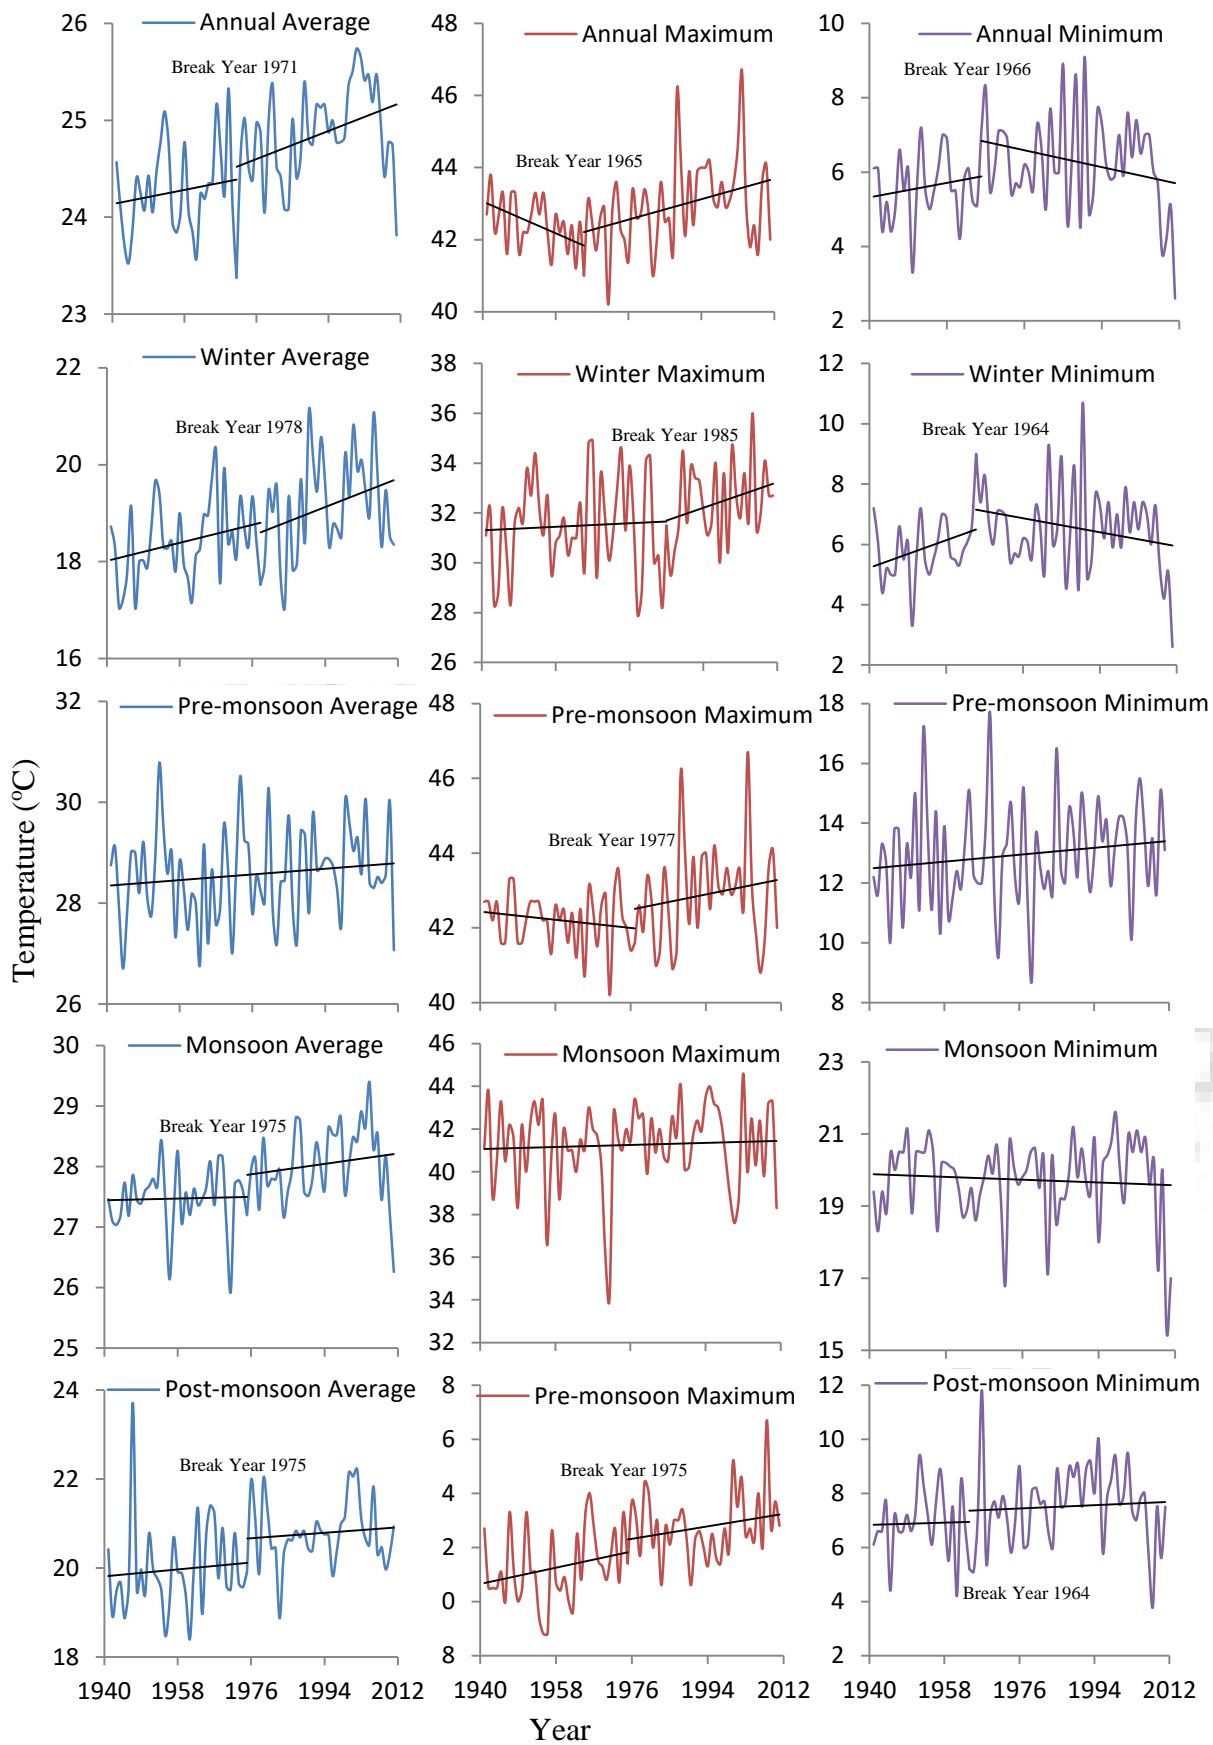 Annual Average
26
25
24
23
Break Year 1971
Annual Maximum
48
46
44
42
40
Break Year 1965
Annual Minimum
10
8
6
4
2
Break Year 1966
Winter Average
22
20
18
16
Break Year 1978
Winter Maximum
38
36
34
32
30
28
26
Break Year 1985
Winter Minimum
12
10
8
6
4
2
Break Year 1964
Temperature (°C)
Pre-monsoon Average
32
30
28
26
Pre-monsoon Maximum
48
46
44
42
40
Break Year 1977
Pre-monsoon Minimum
18
16
14
12
10
8
Monsoon Average
30
29
28
27
26
25
Break Year 1975
Monsoon Maximum
44
42
40
38
36
34
32
Monsoon Minimum
23
21
19
17
15
Post-monsoon Average
24
22
20
18
Break Year 1975
Pre-monsoon Maximum
8
6
4
2
0
8
Break Year 1975
Post-monsoon Minimum
12
10
8
6
4
2
Break Year 1964
1940 1958 1976 1994 2012
1940 1958 1976 1994 2012
1940 1958 1976 1994 2012
Year